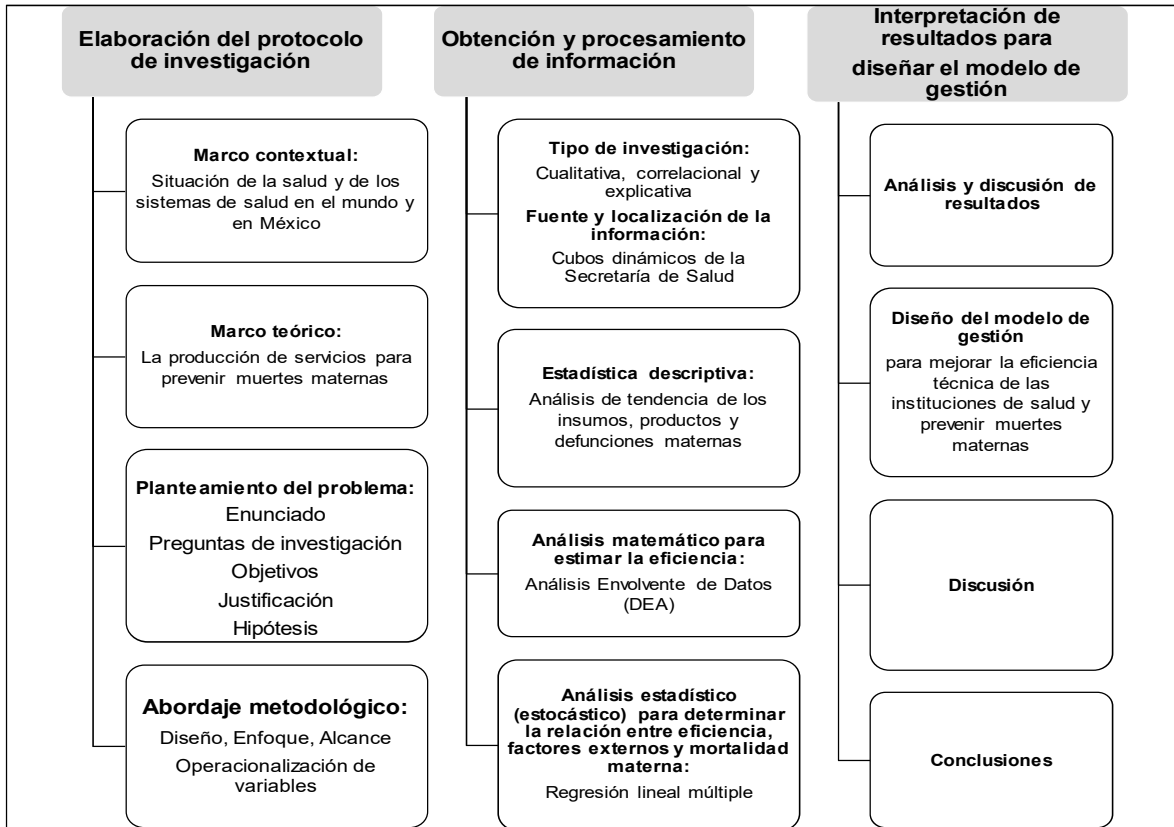 Elaboración del protocolo
de investigación
Marco contextual:
Situación de la salud y de los
sistemas de salud en el mundo y
en México
Marco teórico:
La producción de servicios para
prevenir muertes maternas
Planteamiento del problema:
Enunciado
Preguntas de investigación
Objetivos
Justificación
Hipótesis
Abordaje metodológico:
Diseño, Enfoque, Alcance
Operacionalización de
variables
Obtención y procesamiento
de información
Tipo de investigación:
Cualitativa, correlacional y
explicativa
Fuente y localización de la
información:
Cubos dinámicos de la
Secretaría de Salud
Estadística descriptiva:
Análisis de tendencia de los
insumos, productos y
defunciones maternas
Análisis matemático para
estimar la eficiencia:
Análisis Envolvente de Datos
(DEA)
Análisis estadístico
(estocástico) para determinar
la relación entre eficiencia,
factores externos y mortalidad
materna:
Regresión lineal múltiple
Interpretación de
resultados para
diseñar el modelo de
gestión
Análisis y discusión de
resultados
Diseño del modelo de
gestión
para mejorar la eficiencia
técnica de las
instituciones de salud y
prevenir muertes
maternas
Discusión
Conclusiones